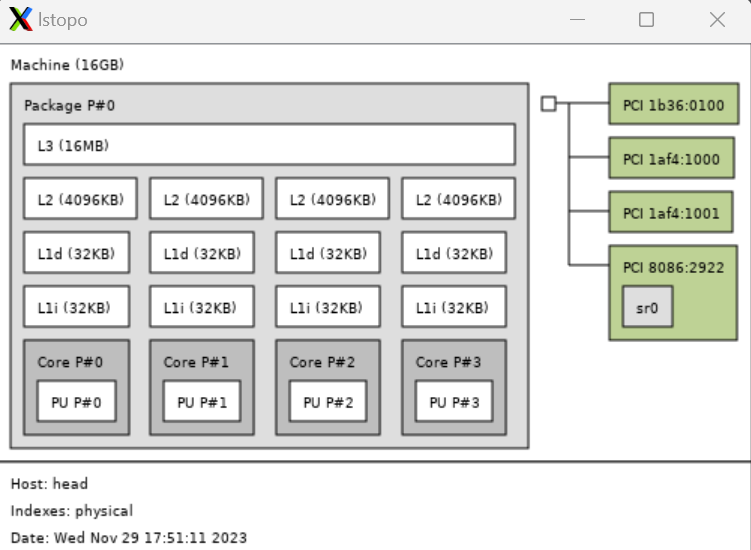 lstopo
Machine (16GB)
Package P#0
L3 (16MB)
L2 (4096KB) L2 (4096KB) L2 (4096KB) L2 (4096KB)
L1d (32KB) L1d (32KB) L1d (32KB) L1d (32KB)
L1i (32KB) L1i (32KB) L1i (32KB) L1i (32KB)
Core P#0 Core P#1 Core P#2 Core P#3
PU P#0 PU P#1 PU P#2 PU P#3
PCI 1b36:0100
PCI 1af4:1000
PCI 1af4:1001
PCI 8086:2922
sr0
Host: head
Indexes: physical
Date: Wed Nov 29 17:51:11 2023